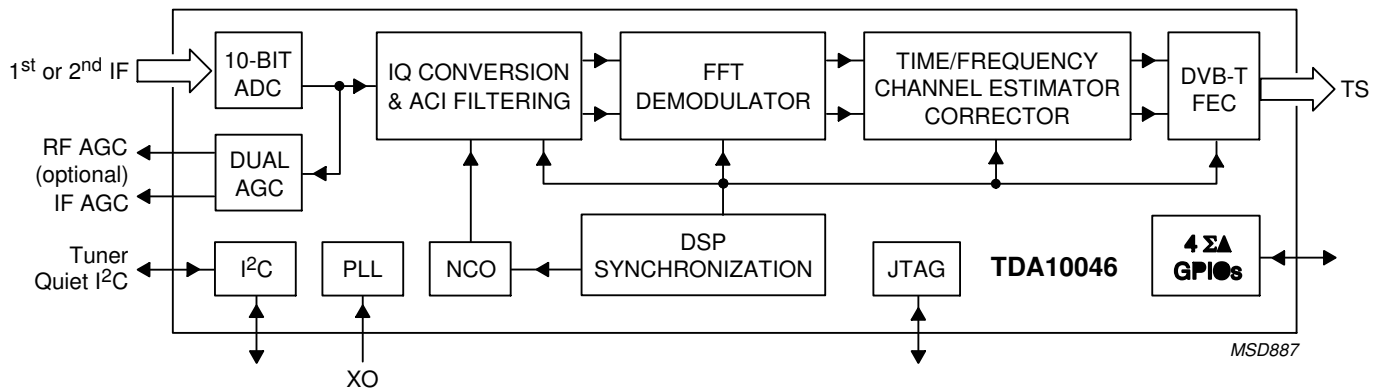 1st or 2nd IF
10-BIT
ADC
IQ CONVERSION
& ACI FILTERING
FFT
DEMODULATOR
TIME/FREQUENCY
CHANNEL ESTIMATOR
CORRECTOR
DVB-T
FEC
TS
RF AGC
(optional)
IF AGC
DUAL
AGC
Tuner
Quiet I2C
I2C
PLL
NCO
DSP
SYNCHRONIZATION
JTAG
TDA10046
4 ΣΔ
GPIOs
XO
MSD887